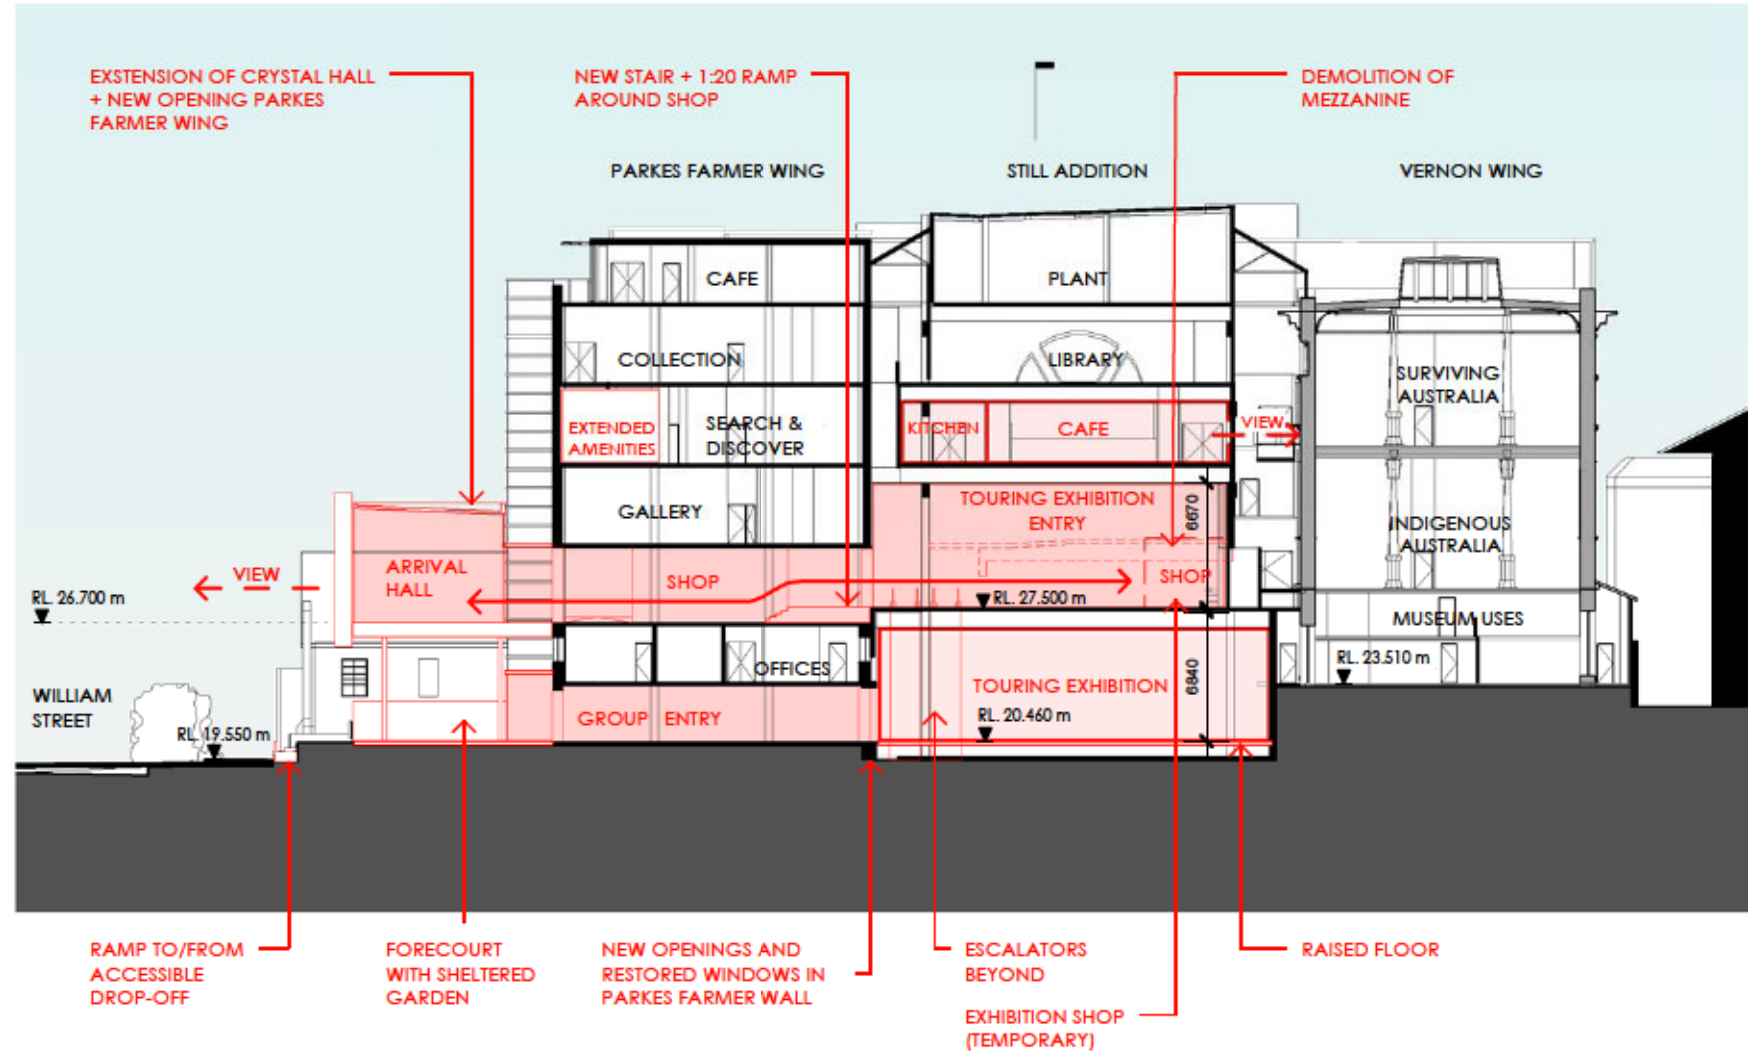 EXSTENSION OF CRYSTAL HALL
+ NEW OPENING PARKES
FARMER WING
NEW STAIR + 1:20 RAMP
AROUND SHOP
DEMOLITION OF
MEZZANINE
PARKES FARMER WING
STILL ADDITION
VERNON WING
CAFE
PLANT
COLLECTION
LIBRARY
SURVIVING
AUSTRALIA
EXTENDED
AMENITIES
SEARCH &
DISCOVER
KITCHEN
CAFE
VIEW
GALLERY
TOURING EXHIBITION
ENTRY
6670
INDIGENOUS
AUSTRALIA
VIEW
ARRIVAL
HALL
SHOP
SHOP
RL. 26.700 m
RL. 27.500 m
MUSEUM USES
OFFICES
RL. 23.510 m
WILLIAM
STREET
RL. 19.550 m
GROUP ENTRY
TOURING EXHIBITION
6840
RL. 20.460 m
RAMP TO/FROM
ACCESSIBLE
DROP-OFF
FORECOURT
WITH SHELTERED
GARDEN
NEW OPENINGS AND
RESTORED WINDOWS IN
PARKES FARMER WALL
ESCALATORS
BEYOND
RAISED FLOOR
EXHIBITION SHOP
(TEMPORARY)